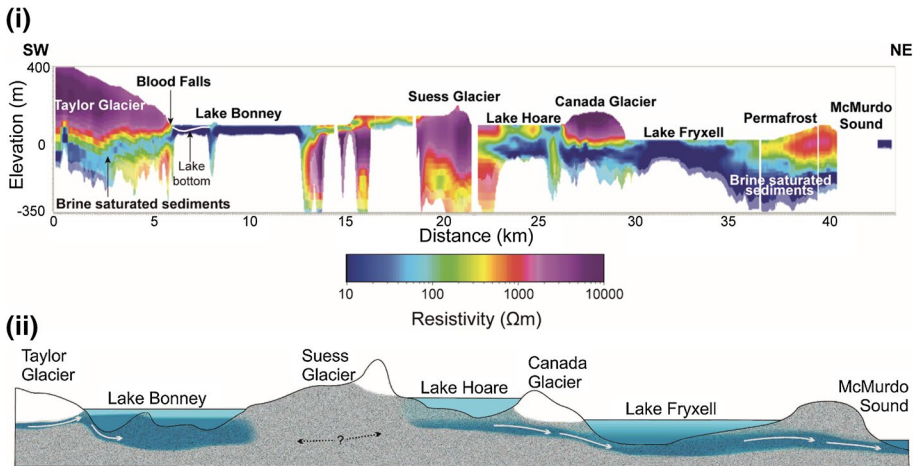 (i)
SW
NE
400
0
-350
Elevation (m)
Taylor Glacier
Blood Falls
Lake Bonney
Lake
bottom
Brine saturated sediments
Suess Glacier
Lake Hoare
Canada Glacier
Lake Fryxell
Permafrost
McMurdo
Sound
Brine saturated
sediments
0 5 10 15 20 25 30 35 40
Distance (km)
10 100 1000 10000
Resistivity (Ωm)
(ii)
Taylor
Glacier
Lake Bonney
Suess
Glacier
?
Lake Hoare
Canada
Glacier
Lake Fryxell
McMurdo
Sound